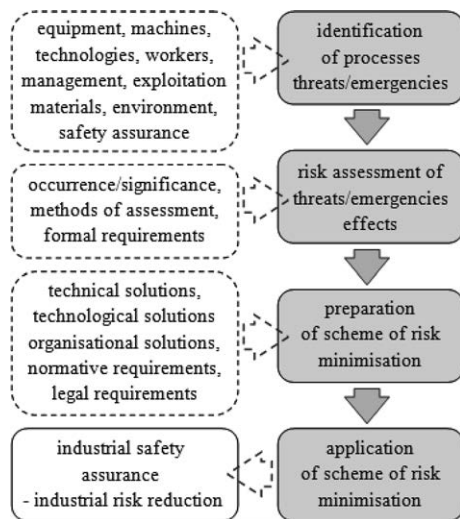 equipment, machines,
technologies, workers,
management, exploitation
materials, environment,
safety assurance
identification
of processes
threats/emergencies
occurrence/significance,
methods of assessment,
formal requirements
risk assessment of
threats/emergencies
effects
technical solutions,
technological solutions
organisational solutions,
normative requirements,
legal requirements
preparation
of scheme of risk
minimisation
industrial safety
assurance
- industrial risk reduction
application
of scheme of risk
minimisation